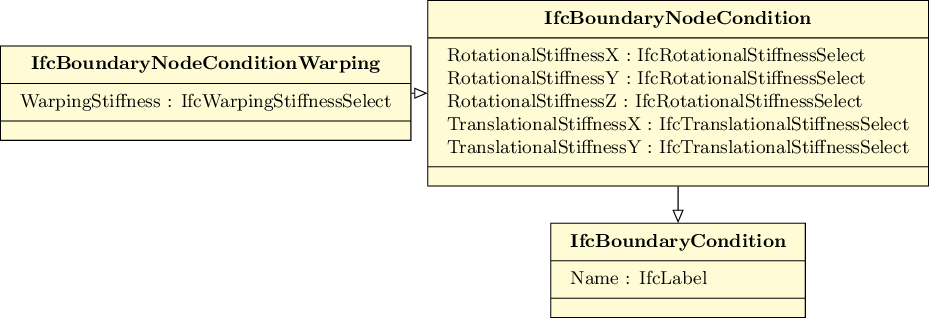 IfcBoundaryNodeConditionWarping
WarpingStiffness : IfcWarpingStiffnessSelect
IfcBoundaryNodeCondition
RotationalStiffnessX : IfcRotationalStiffnessSelect
RotationalStiffnessY : IfcRotationalStiffnessSelect
RotationalStiffnessZ : IfcRotationalStiffnessSelect
TranslationalStiffnessX : IfcTranslationalStiffnessSelect
TranslationalStiffnessY : IfcTranslationalStiffnessSelect
IfcBoundaryCondition
Name : IfcLabel